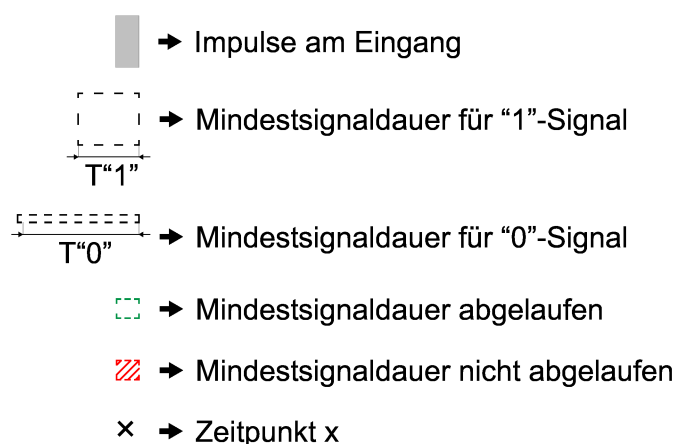 Impulse am Eingang
Mindestsignaldauer für “1”-Signal
T“1”
Mindestsignaldauer für “0”-Signal
T“0”
Mindestsignaldauer abgelaufen
Mindestsignaldauer nicht abgelaufen
Zeitpunkt x